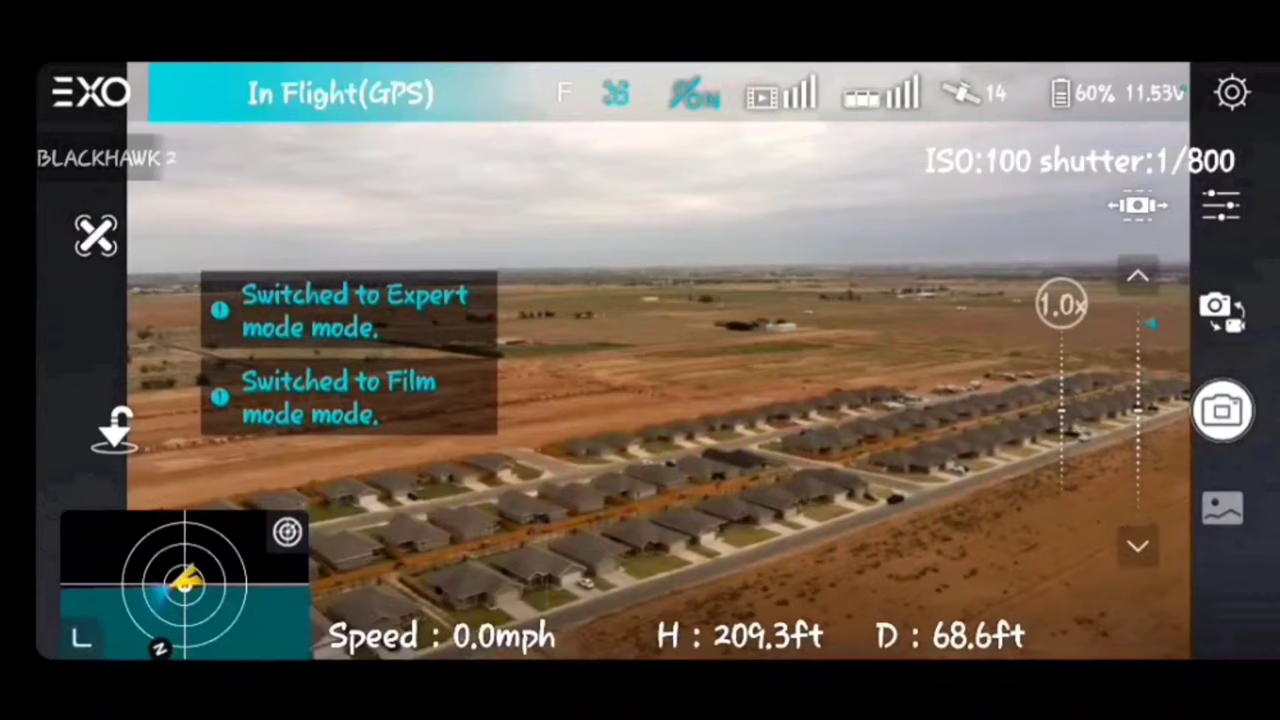 EXO
In Flight(GPS)
F
ON
14
60% 11.53V
BLACKHAWK 2
ISO:100 shutter:1/800
Switched to Expert
mode mode.
1.0x
Switched to Film
mode mode.
L
N
Speed : 0.0mph
H : 209.3ft
D : 68.6ft